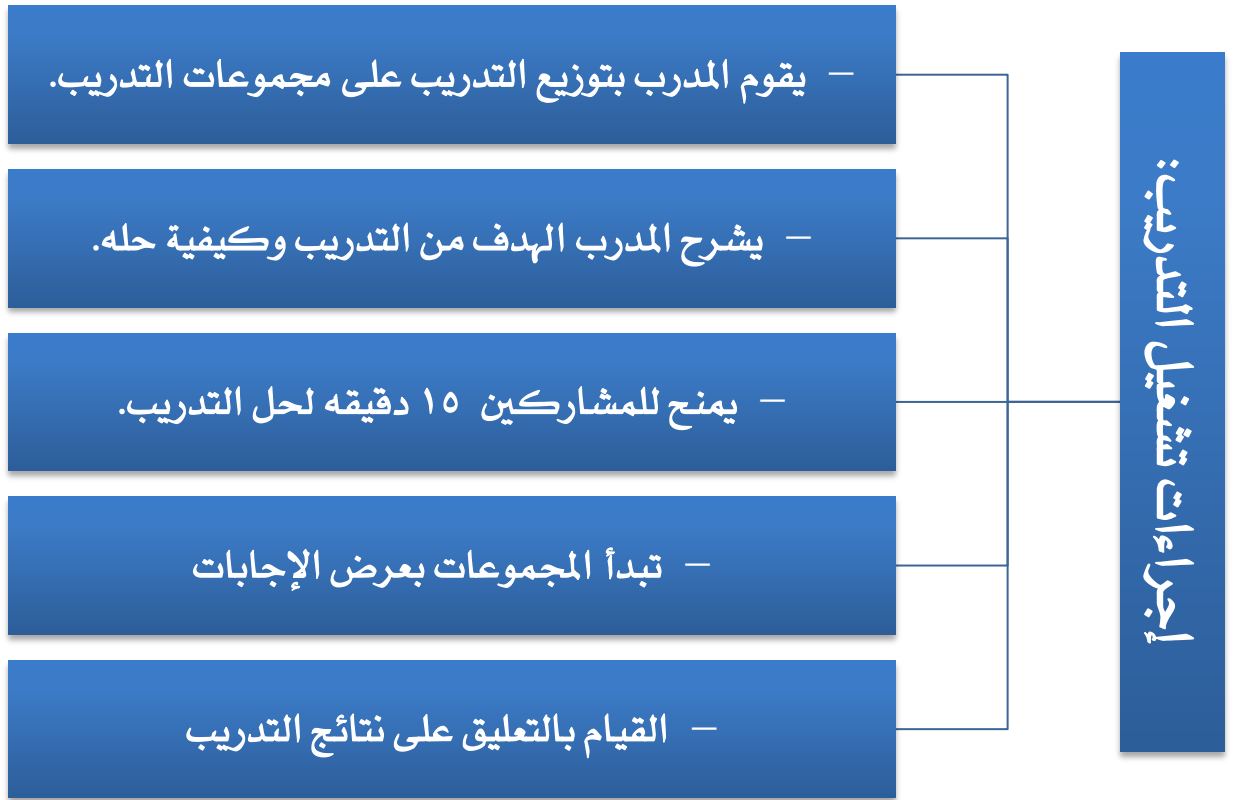 إجراءات تشغيل التدريب:
– يقوم المدرب بتوزيع التدريب على مجموعات التدريب.
– يشرح المدرب الهدف من التدريب وكيفية حله.
– يمنح للمشاركين ١٥ دقيقه لحل التدريب.
– تبدأ المجموعات بعرض الإجابات
– القيام بالتعليق على نتائج التدريب